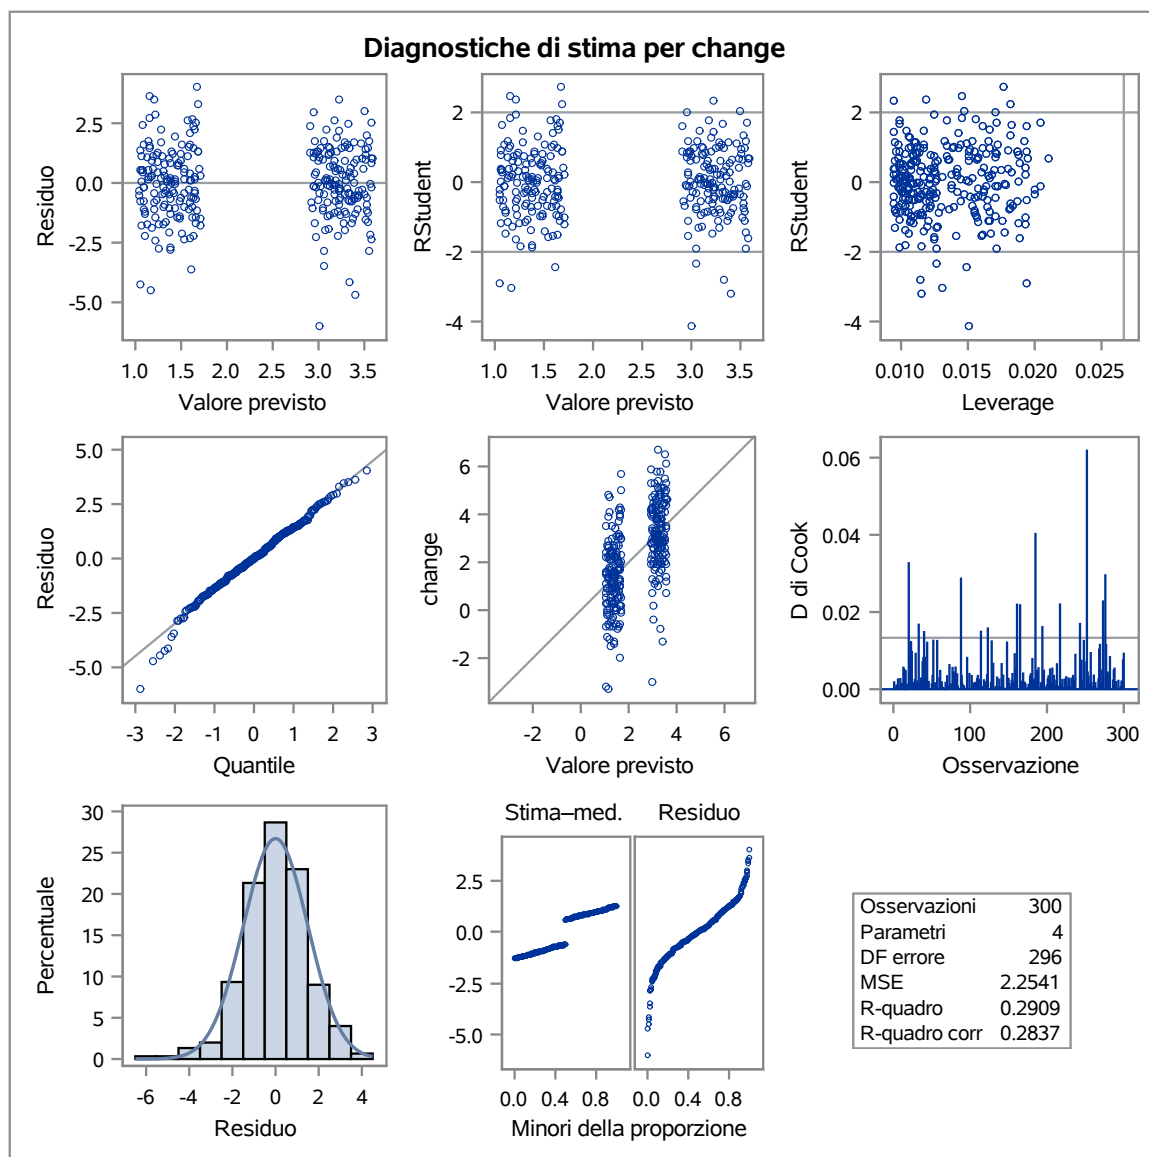 Diagnostiche di stima per change
Residuo
2.5
0.0
-2.5
-5.0
1.0 1.5 2.0 2.5 3.0 3.5
Valore previsto
RStudent
2
0
-2
-4
1.0 1.5 2.0 2.5 3.0 3.5
Valore previsto
RStudent
2
0
-2
-4
0.010 0.015 0.020 0.025
Leverage
Residuo
5.0
2.5
0.0
-2.5
-5.0
-3 -2 -1 0 1 2 3
Quantile
change
6
4
2
0
-2
-2 0 2 4 6
Valore previsto
D di Cook
0.06
0.04
0.02
0.00
0 100 200 300
Osservazione
Percentuale
30
25
20
15
10
5
0
-6 -4 -2 0 2 4
Residuo
Stima–med. Residuo
2.5
0.0
-2.5
-5.0
0.0 0.4 0.8 0.0 0.4 0.8
Minori della proporzione
Osservazioni 300
Parametri 4
DF errore 296
MSE 2.2541
R-quadro 0.2909
R-quadro corr 0.2837